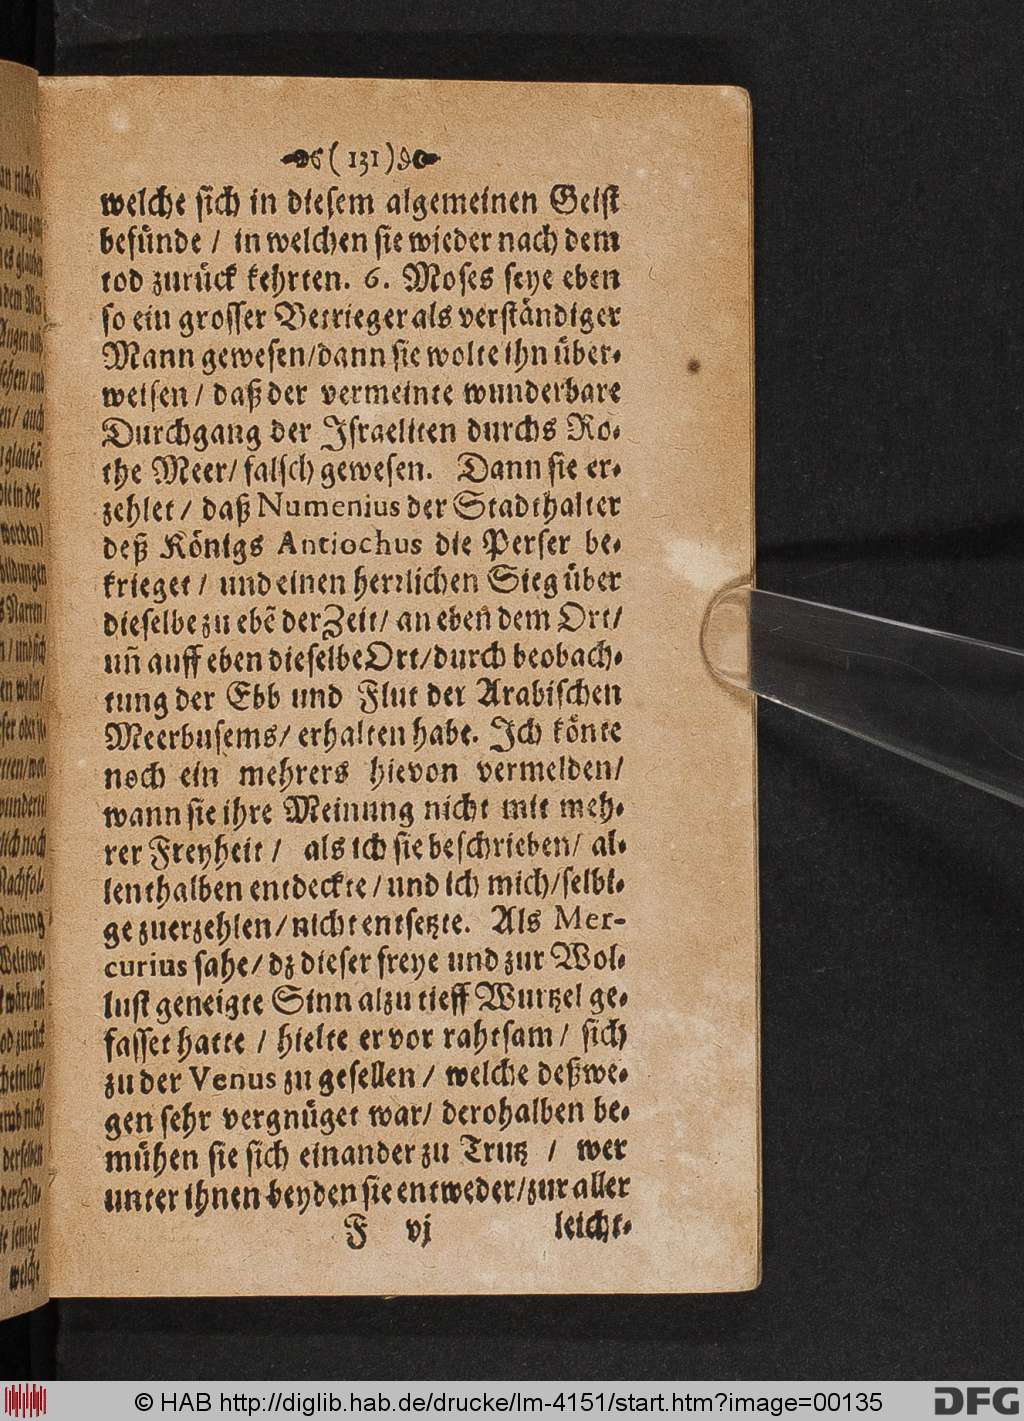 (131)
welche sich in diesem algemeinen Geist
befünde / in welchen sie wieder nach dem
tod zurück kehrten. 6. Moses seye eben
so ein grosser Betrieger als verständiger
Mann gewesen/dann sie wolte ihn über-
weisen / daß der vermeinte wunderbare
Durchgang der Israeliten durchs Ro-
the Meer/ falsch gewesen. Dann sie er-
zehlet / daß Numenius der Stadthalter
deß Königs Antiochus die Perser be-
krieget / und einen herrlichen Sieg über
dieselbe zu ebẽ der Zeit/ an eben dem Ort/
uñ auff eben dieselbe Ort/durch beobach-
tung der Ebb und Flut der Arabischen
Meerbusems/ erhalten habe. Ich könte
noch ein mehrers hievon vermelden/
wann sie ihre Meinung nicht mit meh-
rer Freyheit / als ich sie beschrieben/ al-
lenthalben entdeckte / und ich mich/selbi-
ge zuerzehlen/nicht entsetzte. Als Mer-
curius sahe/ dz dieser freye und zur Wol-
lust geneigte Sinn alzu tieff Wurtzel ge-
fasset hatte / hielte er vor rahtsam / sich
zu der Venus zu gesellen / welche deßwe-
gen sehr vergnüget war/ derohalben be-
mühen sie sich einander zu Trutz / wer
unter ihnen beyden sie entweder/zur aller
F vj leicht-
© HAB http://diglib.hab.de/drucke/lm-4151/start.htm?image=00135
DFG